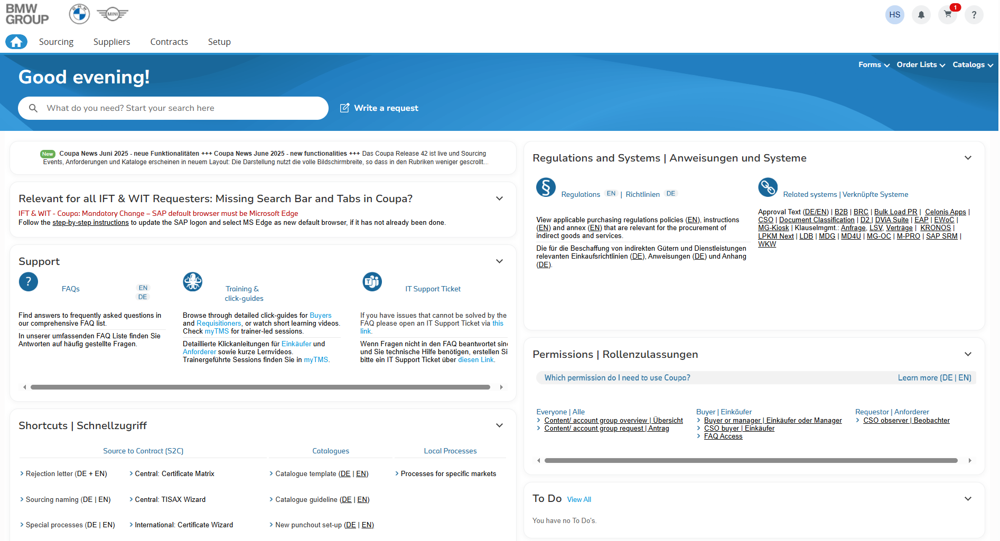 BMW
GROUP
MINI
HS
1
?
Sourcing
Suppliers
Contracts
Setup
Forms
Order Lists
Catalogs
Good evening!
What do you need? Start your search here
Write a request
New Coupa News Juni 2025 - neue Funktionalitäten +++ Coupa News June 2025 - new functionalities +++ Das Coupa Release 42 ist live und Sourcing
Events, Anforderungen und Kataloge erscheinen in neuem Layout: Die Darstellung nutzt die volle Bildschirmbreite, so dass in den Rubriken weniger gescrollt...
Relevant for all IFT & WIT Requesters: Missing Search Bar and Tabs in Coupa?
IFT & WIT - Coupa: Mandatory Change – SAP default browser must be Microsoft Edge
Follow the step-by-step instructions to update the SAP logon and select MS Edge as new default browser, if it has not already been done.
Support
?
FAQs
EN
DE
Find answers to frequently asked questions in
our comprehensive FAQ list.
In unserer umfassenden FAQ Liste finden Sie
Antworten auf häufig gestellte Fragen.
Training &
click-guides
Browse through detailed click-guides for Buyers
and Requisitioners, or watch short learning videos.
Check myTMS for trainer-led sessions.
Detaillierte Klickanleitungen für Einkäufer und
Anforderer sowie kurze Lernvideos.
Trainergeführte Sessions finden Sie in myTMS.
IT Support Ticket
If you have issues that cannot be solved by the
FAQ please open an IT Support Ticket via this
link.
Wenn Fragen nicht in den FAQ beantwortet sind
und Sie technische Hilfe benötigen, erstellen Si
bitte ein IT Support Ticket über diesen Link.
Shortcuts | Schnellzugriff
Source to Contract (S2C)
Catalogues
Local Processes
Rejection letter (DE + EN)
Central: Certificate Matrix
Catalogue template (DE | EN)
Processes for specific markets
Sourcing naming (DE | EN)
Central: TISAX Wizard
Catalogue guideline (DE | EN)
Special processes (DE | EN)
International: Certificate Wizard
New punchout set-up (DE | EN)
Regulations and Systems | Anweisungen und Systeme
§
Regulations EN | Richtlinien DE
View applicable purchasing regulations policies (EN), instructions
(EN) and annex (EN) that are relevant for the procurement of
indirect goods and services.
Die für die Beschaffung von indirekten Gütern und Dienstleistungen
relevanten Einkaufsrichtlinien (DE), Anweisungen (DE) und Anhang
(DE).
Related systems | Verknüpfte Systeme
Approval Text (DE/EN) | B2B | BRC | Bulk Load PR | Celonis Apps |
CSO | Document Classification | D2 | DViA Suite | EAP | EWoC |
MG-Kiosk | Klauselmgmt.: Anfrage, LSV, Verträge | KRONOS |
LPKM Next | LDB | MDG | MD4U | MG-OC | M-PRO | SAP SRM |
WKW
Permissions | Rollenzulassungen
Which permission do I need to use Coupa?
Learn more (DE | EN)
Everyone | Alle
Content/ account group overview | Übersicht
Content/ account group request | Antrag
Buyer | Einkäufer
Buyer or manager | Einkäufer oder Manager
CSO buyer | Einkäufer
FAQ Access
Requestor | Anforderer
CSO observer | Beobachter
To Do View All
You have no To Do's.